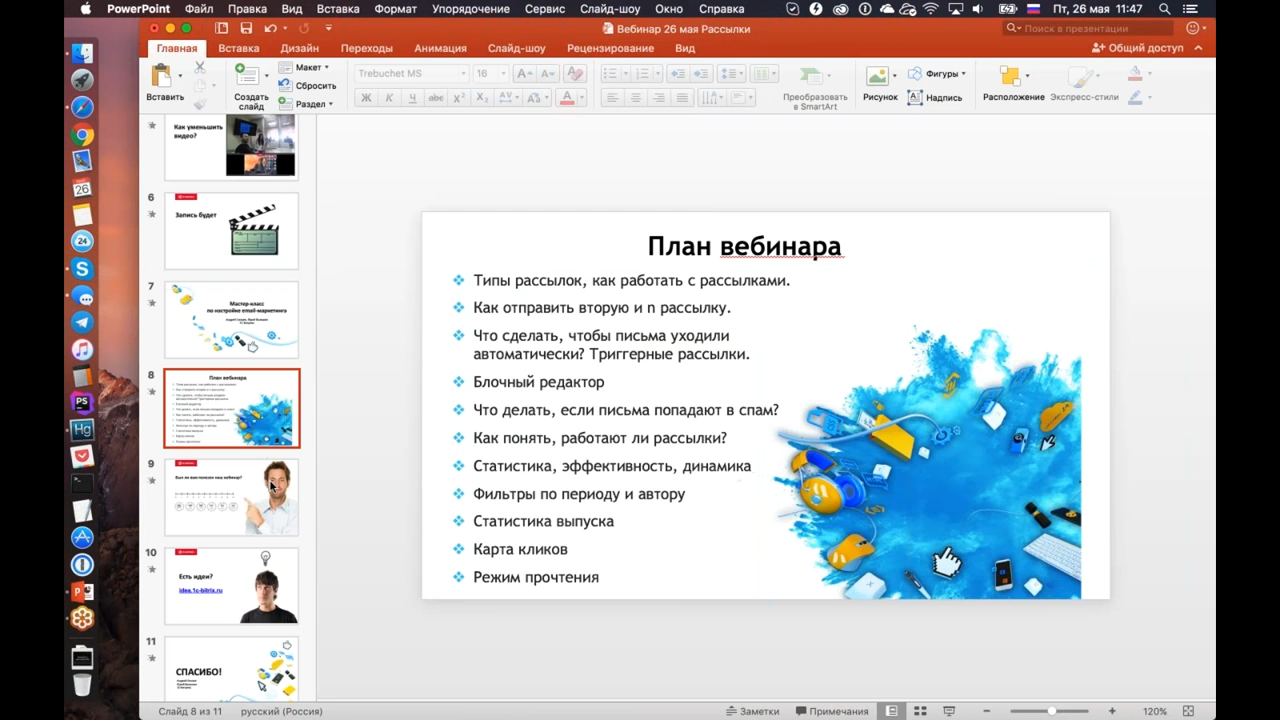 PowerPoint Файл Правка Вид Вставка Формат Упорядочение Сервис Слайд-шоу Окно Справка Пт, 26 мая 11:47
Вебинар 26 мая Рассылки
Поиск в презентации
Главная Вставка Дизайн Переходы Анимация Слайд-шоу Рецензирование Вид Общий доступ
Вставить
Создать слайд
Макет
Сбросить
Раздел
Trebuchet MS 16
Преобразовать в SmartArt
Рисунок
Фигуры
Надпись
Расположение
Экспресс-стили
Как уменьшить
видео?
6
Запись будет
7
Мастер-класс
по настройке email-маркетинга
8
План вебинара
9
Был ли вам полезен наш вебинар?
10
Есть идеи?
idea.1c-bitrix.ru
11
СПАСИБО!
План вебинара
Типы рассылок, как работать с рассылками.
Как отправить вторую и n рассылку.
Что сделать, чтобы письма уходили
автоматически? Триггерные рассылки.
Блочный редактор
Что делать, если письма попадают в спам?
Как понять, работают ли рассылки?
Статистика, эффективность, динамика
Фильтры по периоду и автору
Статистика выпуска
Карта кликов
Режим прочтения
Слайд 8 из 11 русский (Россия) Заметки Примечания 120%